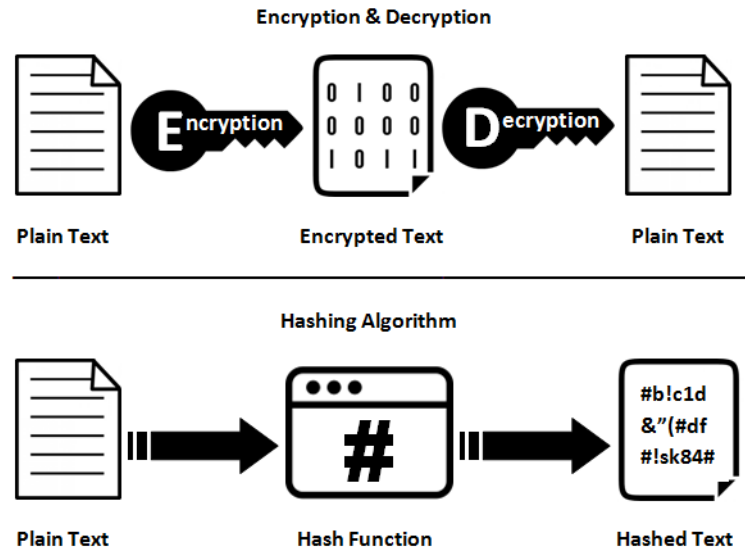 Encryption & Decryption
Encryption
0 1 0 0
0 0 0 0
1 0 1 1
Decryption
Plain Text
Encrypted Text
Plain Text
Hashing Algorithm
#
#b!c1d
&"(#df
#!sk84#
Plain Text
Hash Function
Hashed Text